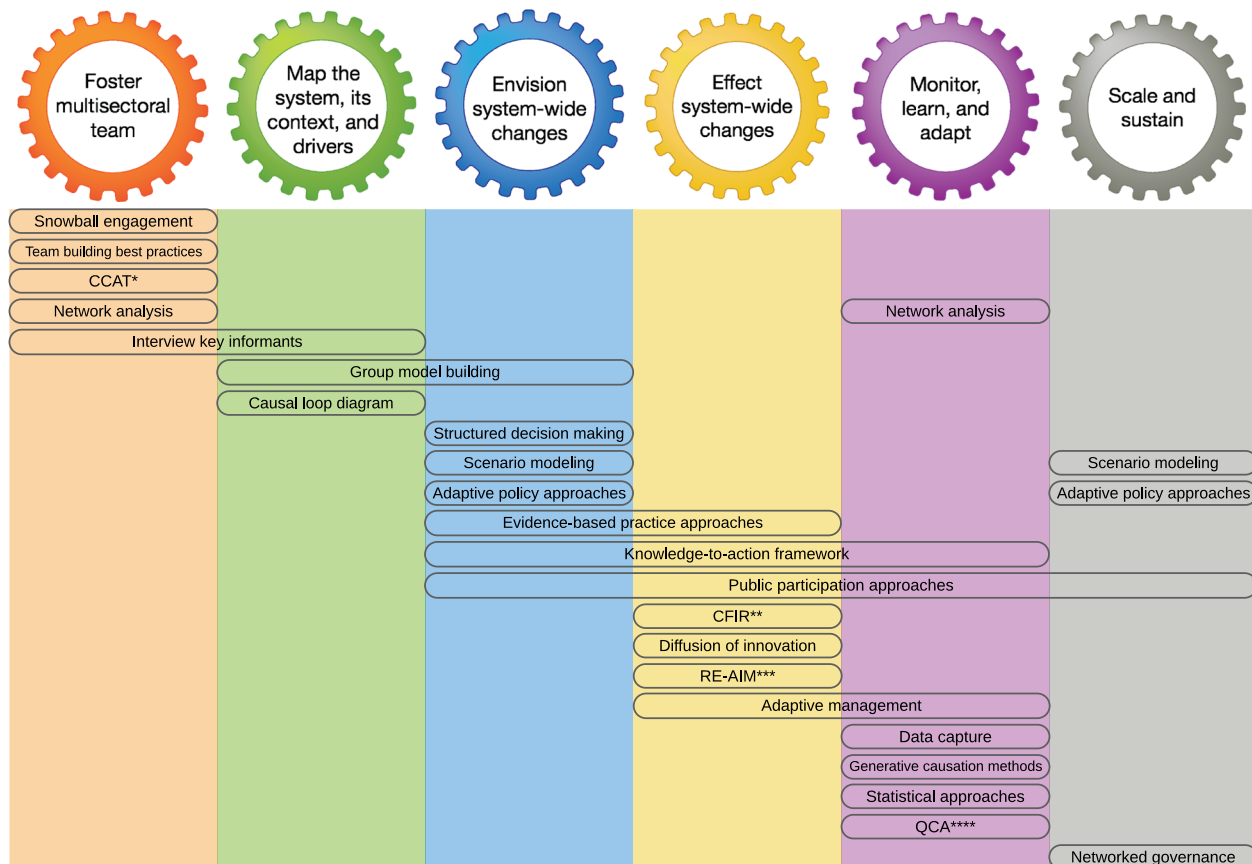 Foster
multisectoral
team
Map the
system, its
context, and
drivers
Envision
system-wide
changes
Effect
system-wide
changes
Monitor,
learn, and
adapt
Scale and
sustain
Snowball engagement
Team building best practices
CCAT*
Network analysis
Network analysis
Interview key informants
Group model building
Causal loop diagram
Structured decision making
Scenario modeling
Scenario modeling
Adaptive policy approaches
Adaptive policy approaches
Evidence-based practice approaches
Knowledge-to-action framework
Public participation approaches
CFIR**
Diffusion of innovation
RE-AIM***
Adaptive management
Data capture
Generative causation methods
Statistical approaches
QCA****
Networked governance